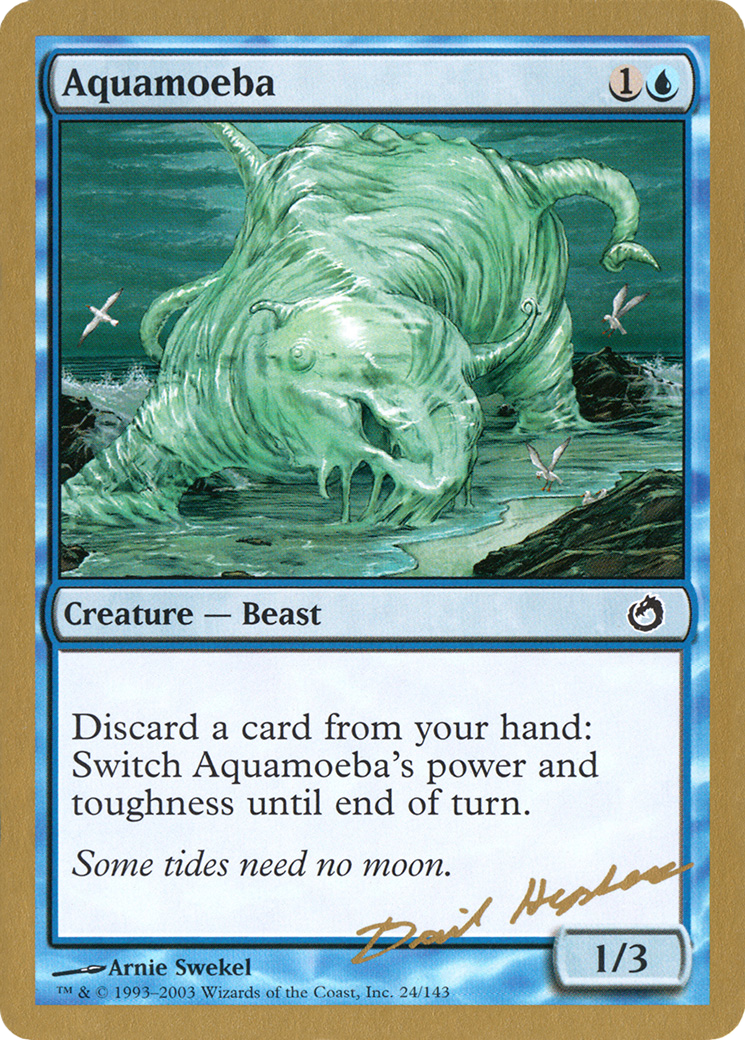 Aquamoeba 1
Creature — Beast
Discard a card from your hand:
Switch Aquamoeba's power and
toughness until end of turn.
Some tides need no moon.
1/3
Arnie Swekel
™ & © 1993–2003 Wizards of the Coast, Inc. 24/143